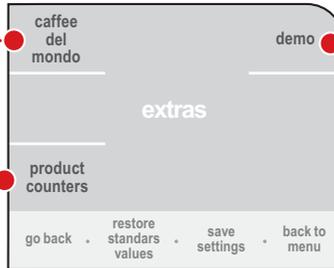 caffee
del
mondo
demo
extras
product
counters
go back . restore
standars
values . save
settings . back to
menu